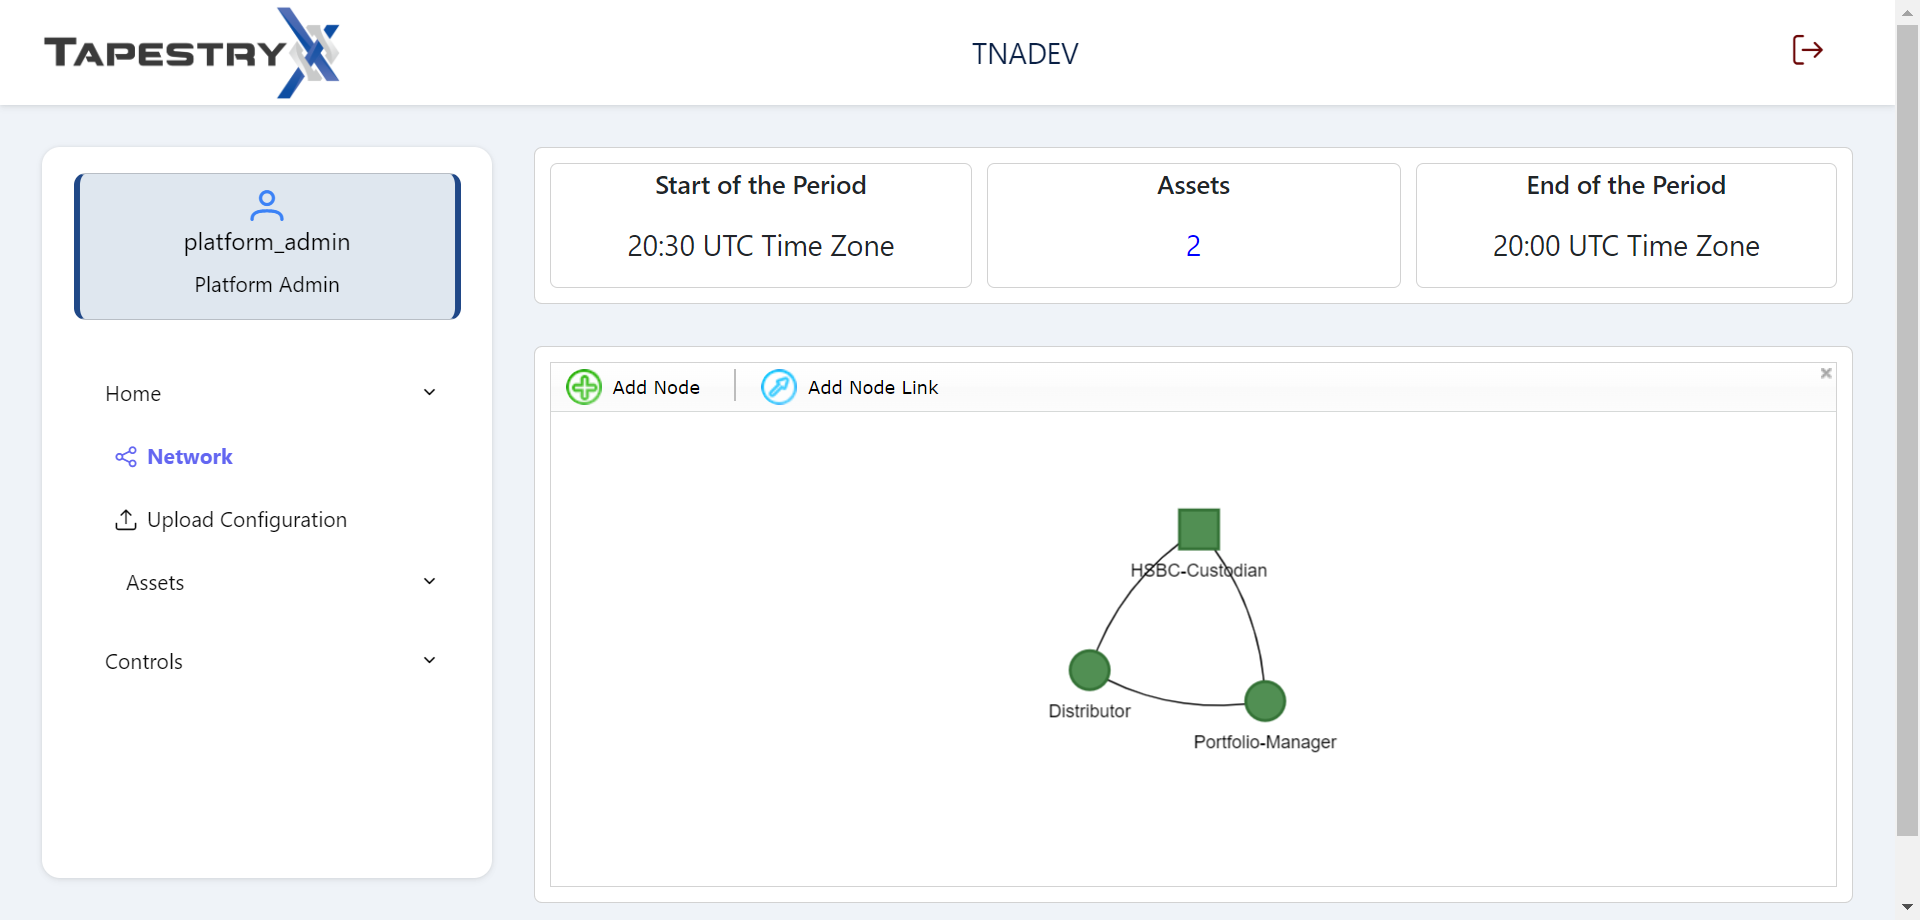 TAPESTRYX
TNADEV
platform_admin
Platform Admin
Home
Network
Upload Configuration
Assets
Controls
Start of the Period
20:30 UTC Time Zone
Assets
2
End of the Period
20:00 UTC Time Zone
Add Node
Add Node Link
HSBC-Custodian
Distributor
Portfolio-Manager